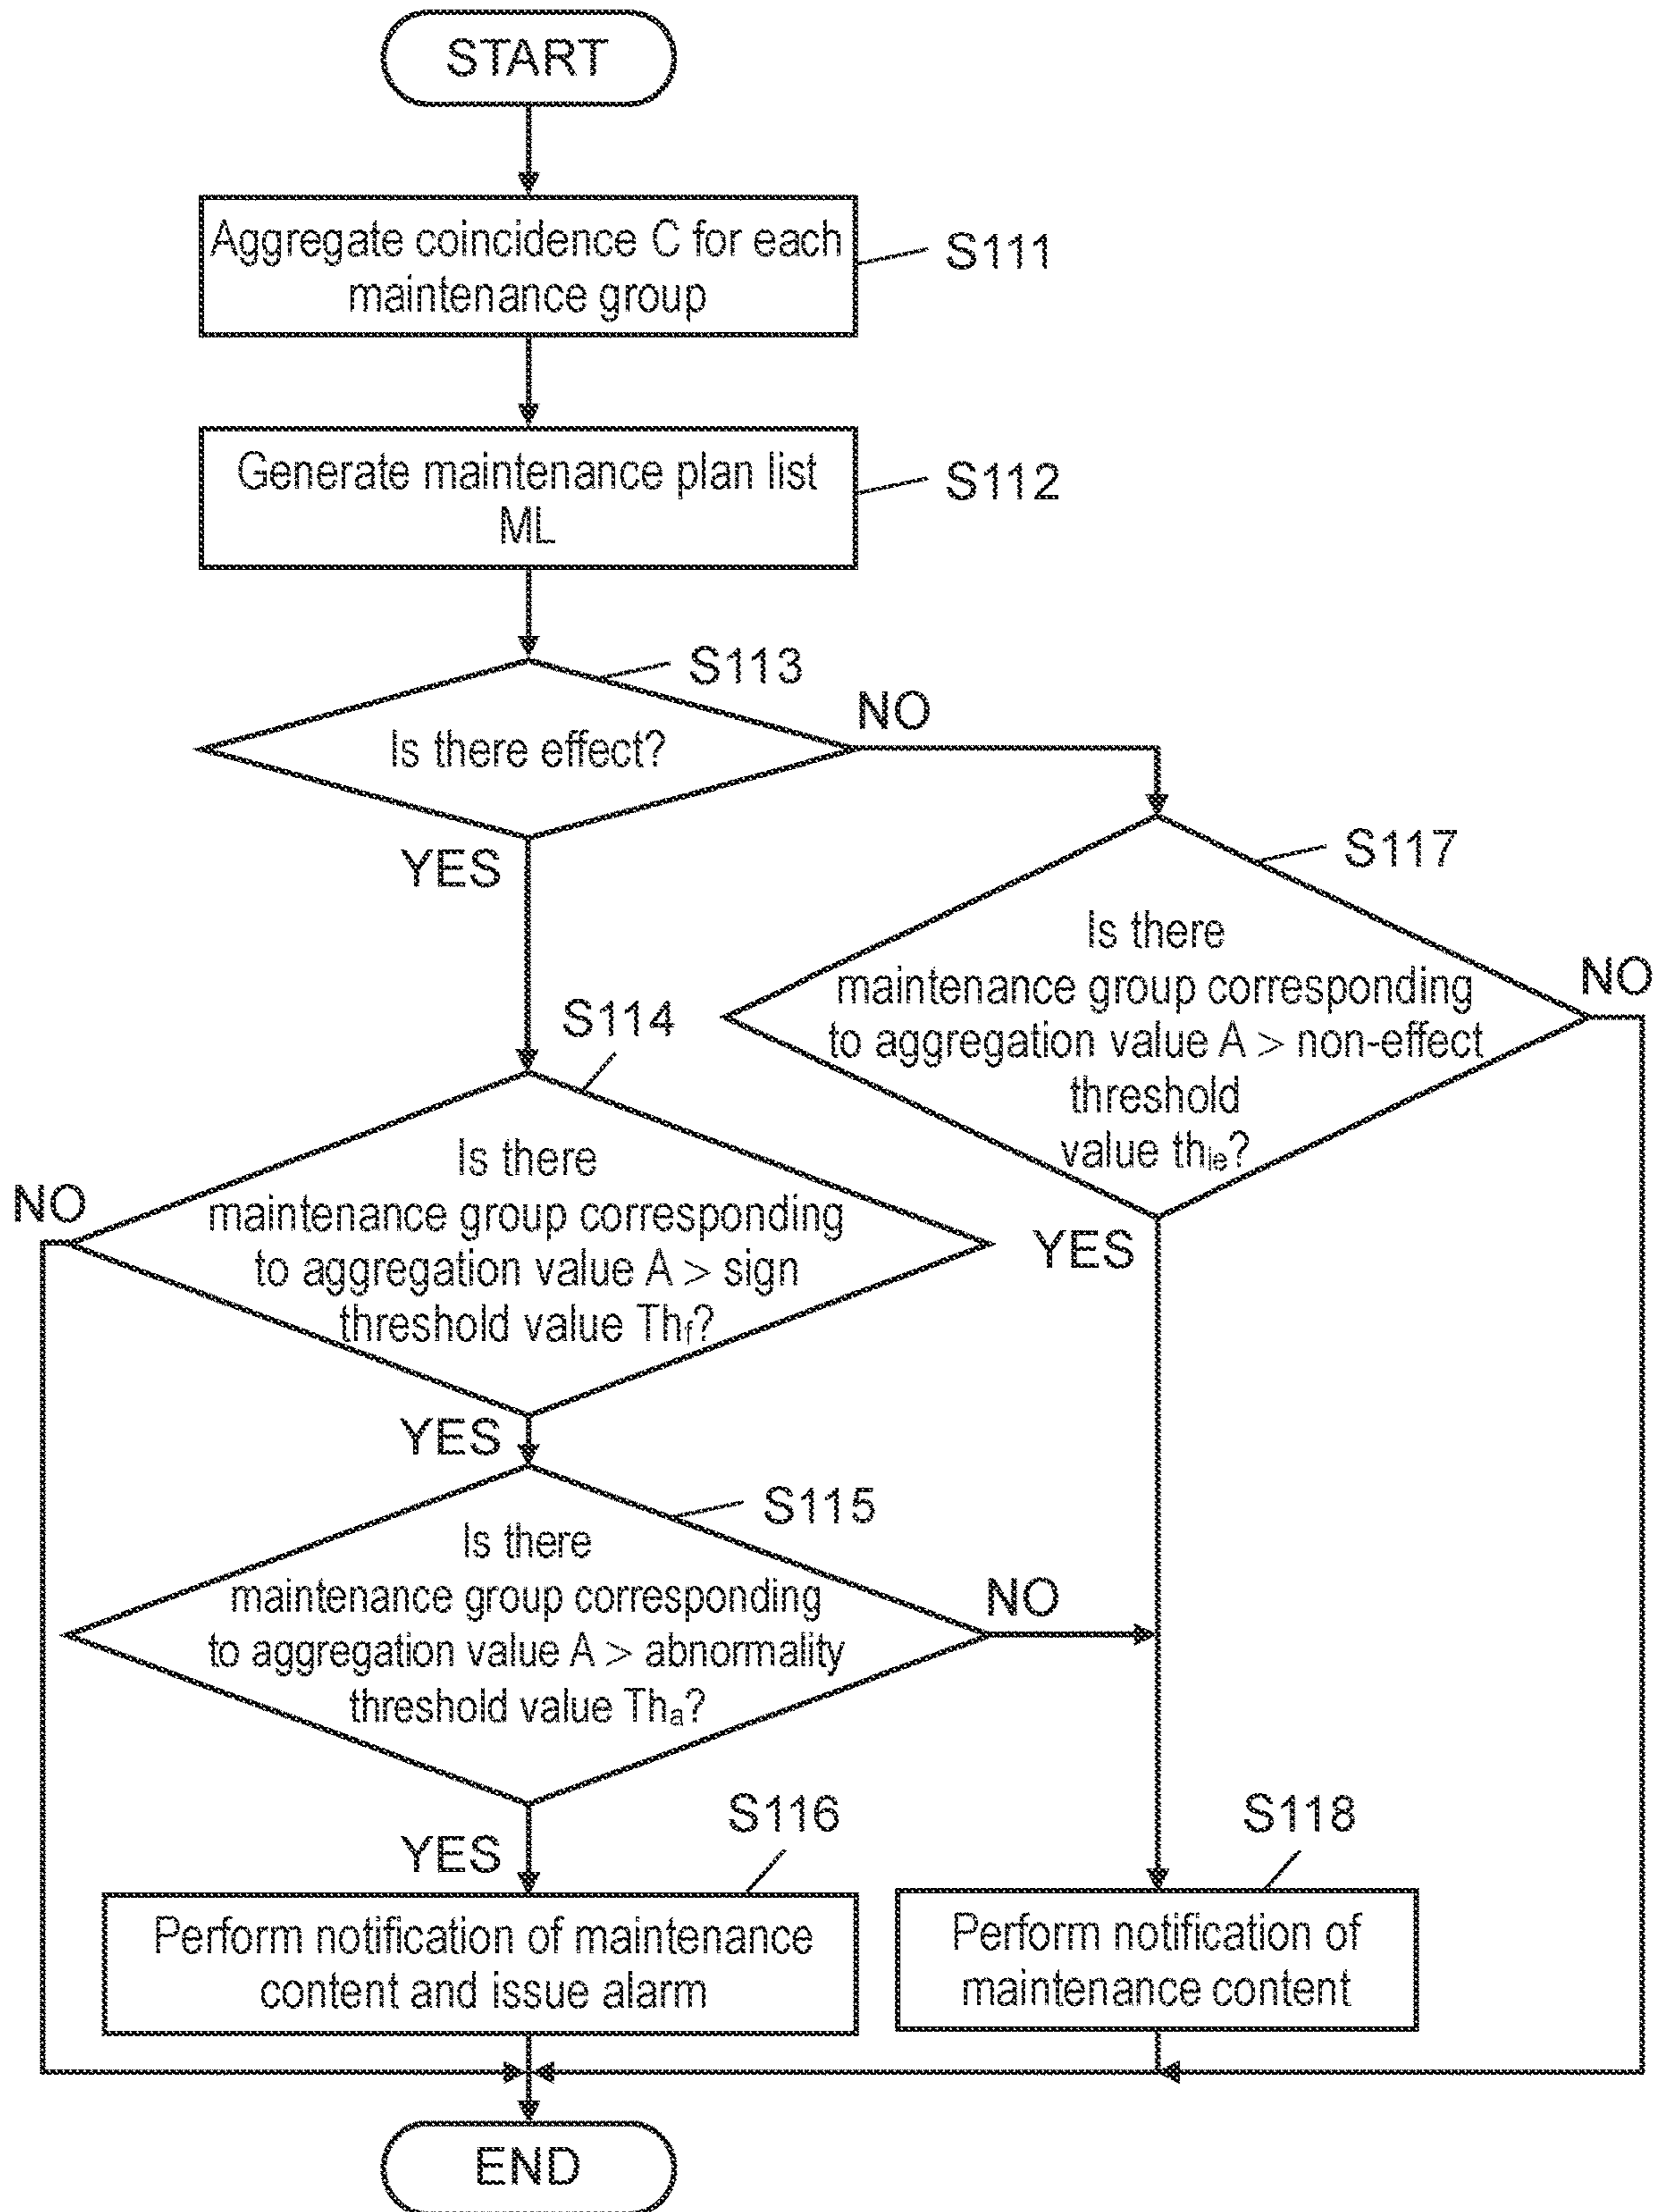 START
Aggregate coincidence C for each
maintenance group
S111
Generate maintenance plan list
ML
S112
S113
Is there effect?
NO
YES
S117
Is there
maintenance group corresponding
to aggregation value A > non-effect
threshold
value th_ie?
NO
YES
S114
Is there
maintenance group corresponding
to aggregation value A > sign
threshold value Th_f?
NO
YES
S115
Is there
maintenance group corresponding
to aggregation value A > abnormality
threshold value Th_a?
NO
YES
S116
Perform notification of maintenance
content and issue alarm
S118
Perform notification of
maintenance content
END